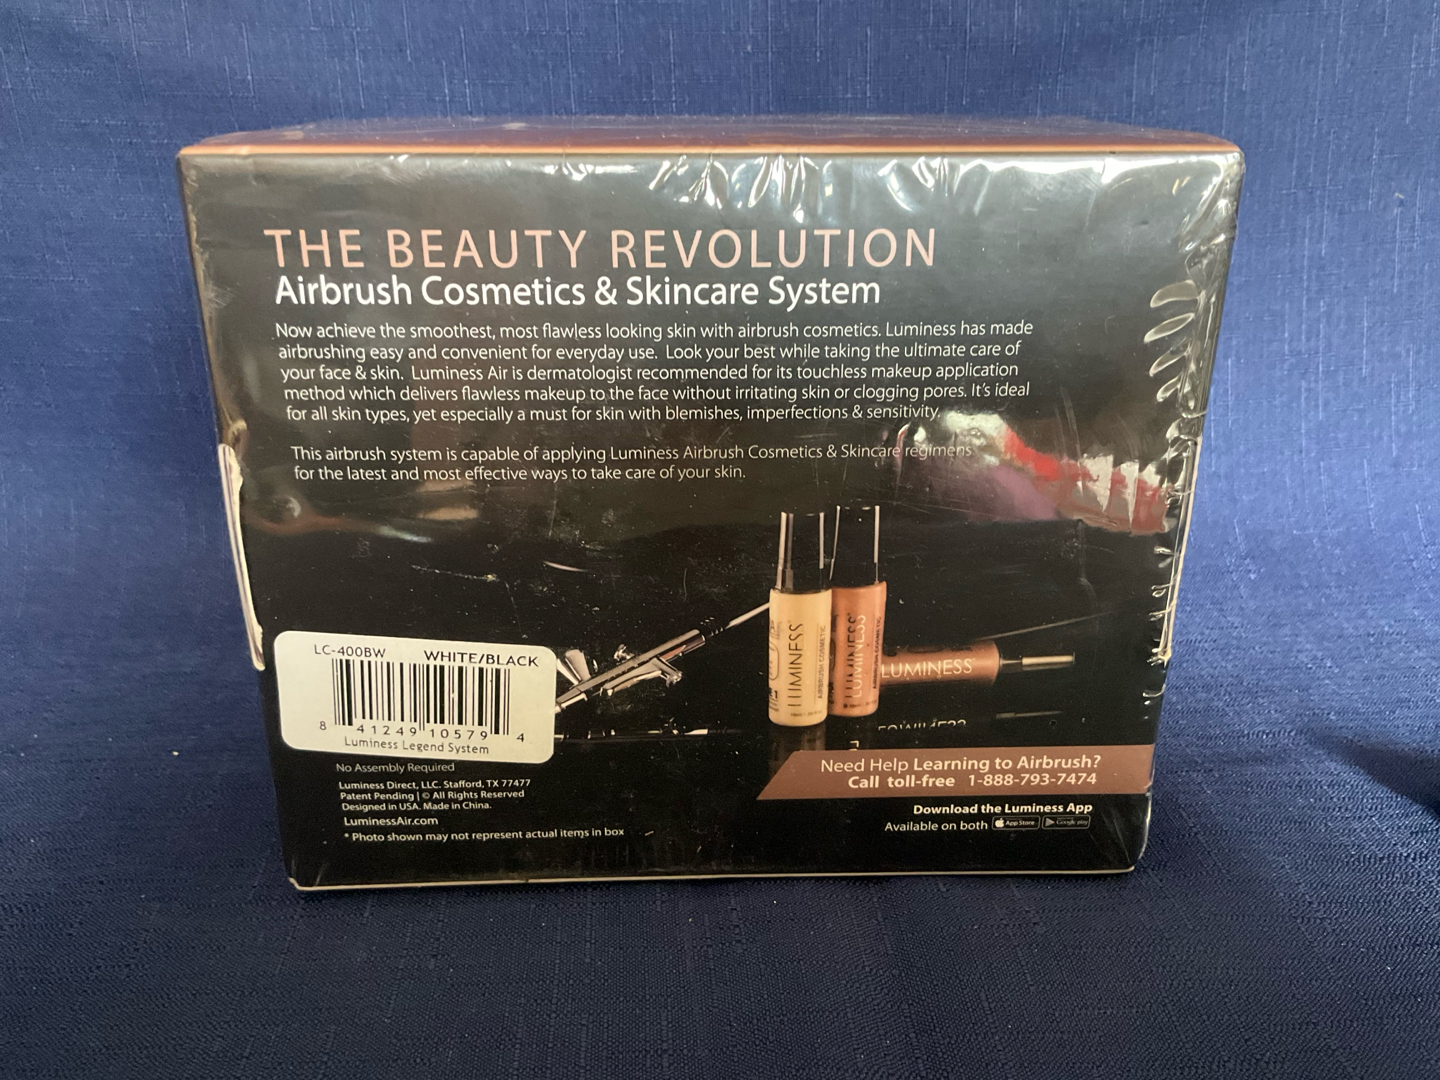 THE BEAUTY REVOLUTION
Airbrush Cosmetics & Skincare System
Now achieve the smoothest, most flawless looking skin with airbrush cosmetics. Luminess has made
airbrushing easy and convenient for everyday use. Look your best while taking the ultimate care of
your face & skin. Luminess Air is dermatologist recommended for its touchless makeup application
method which delivers flawless makeup to the face without irritating skin or clogging pores. It's ideal
for all skin types, yet especially a must for skin with blemishes, imperfections & sensitivity.
This airbrush system is capable of applying Luminess Airbrush Cosmetics & Skincare regimens
for the latest and most effective ways to take care of your skin.
LUMINESS
AIRBRUSH COSMETIC
LUMINESS
AIRBRUSH COSMETIC
LUMINESS
LC-400BW WHITE/BLACK
8 41249 10579 4
Luminess Legend System
No Assembly Required
Luminess Direct, LLC. Stafford, TX 77477
Patent Pending | © All Rights Reserved
Designed in USA. Made in China.
LuminessAir.com
* Photo shown may not represent actual items in box
Need Help Learning to Airbrush?
Call toll-free 1-888-793-7474
Download the Luminess App
Available on both App Store Google play